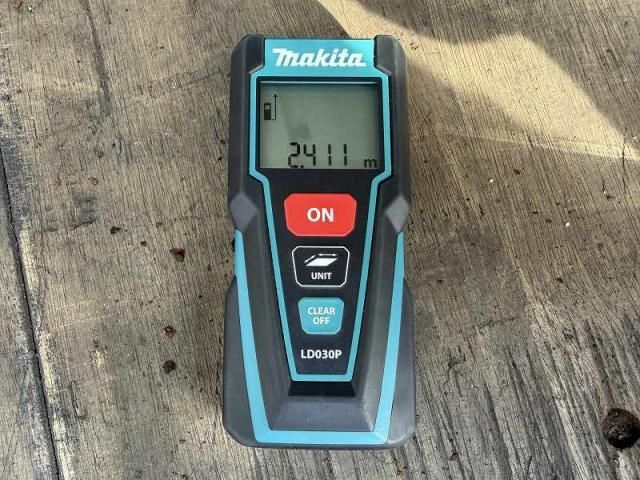 Makita
2.411 m
ON
UNIT
CLEAR
OFF
LD030P